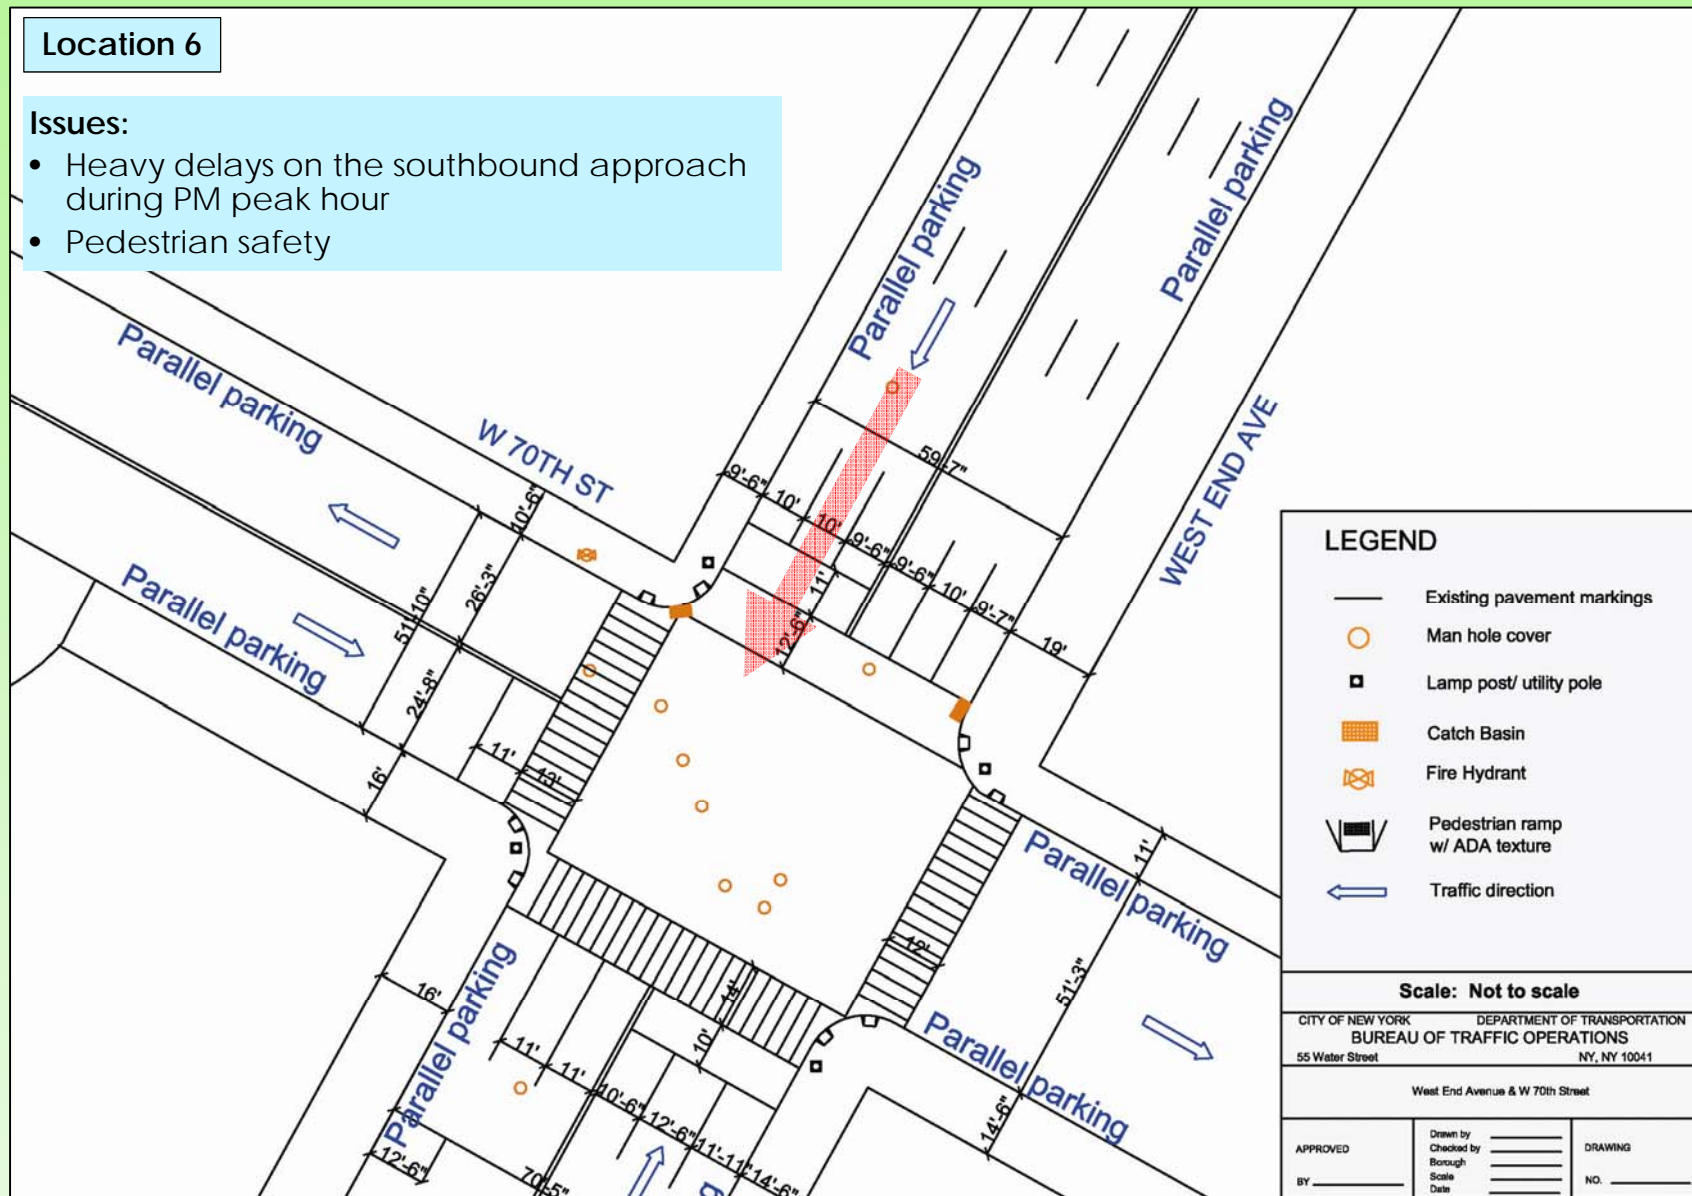 Location 6
Issues:
• Heavy delays on the southbound approach
during PM peak hour
• Pedestrian safety
Parallel parking
Parallel parking
Parallel parking
W 70TH ST
Parallel parking
WEST END AVE
59'-7"
9'-6"
10'
10'
9'-6"
9'-6"
10'
9'-7"
19'
11'
12'-6"
10'-6"
26'-3"
51'-10"
24'-8"
16'
11'
13'
11'
Parallel parking
12'
51'-3"
Parallel parking
14'-6"
16'
Parallel parking
14'
10'
11'
11'
10'-6"
12'-6"
11'-11"
14'-6"
12'-6"
70'-5"
LEGEND
Existing pavement markings
Man hole cover
Lamp post/ utility pole
Catch Basin
Fire Hydrant
Pedestrian ramp
w/ ADA texture
Traffic direction
Scale: Not to scale
CITY OF NEW YORK DEPARTMENT OF TRANSPORTATION
BUREAU OF TRAFFIC OPERATIONS
55 Water Street NY, NY 10041
West End Avenue & W 70th Street
APPROVED
BY
Drawn by
Checked by
Borough
Scale
Date
DRAWING
NO.